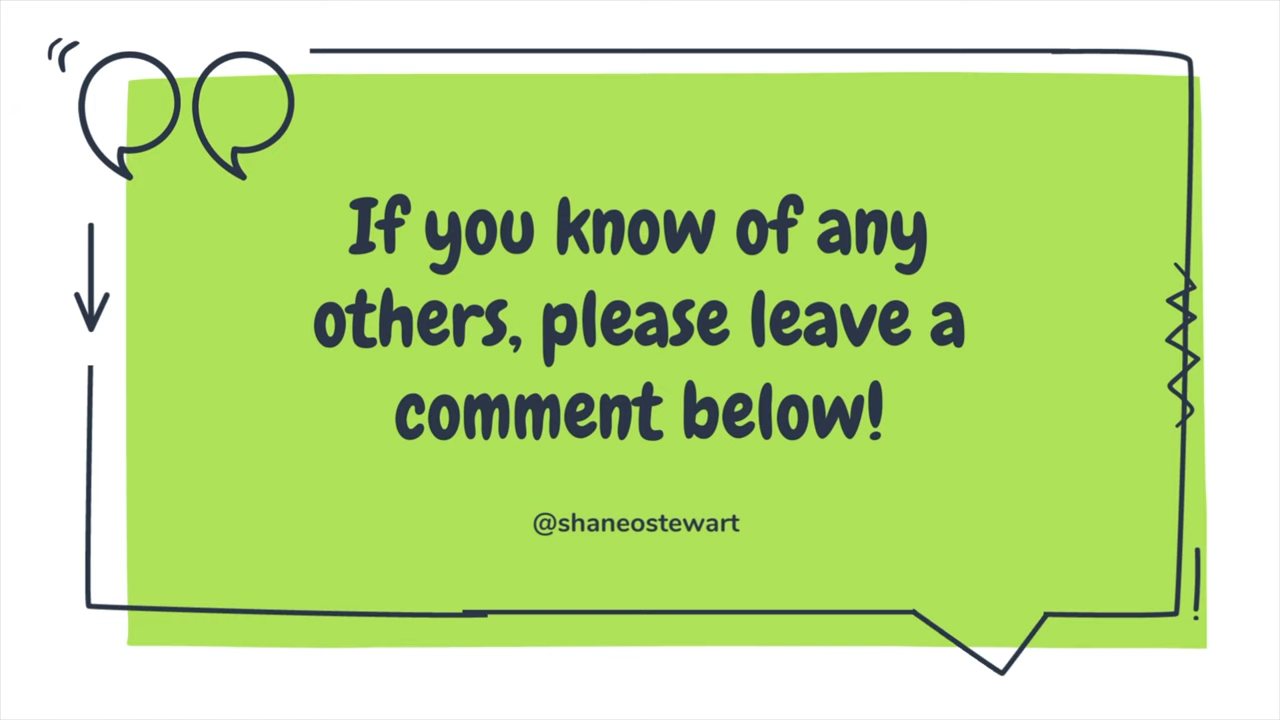 If you know of any
others, please leave a
comment below!
@shaneostewart